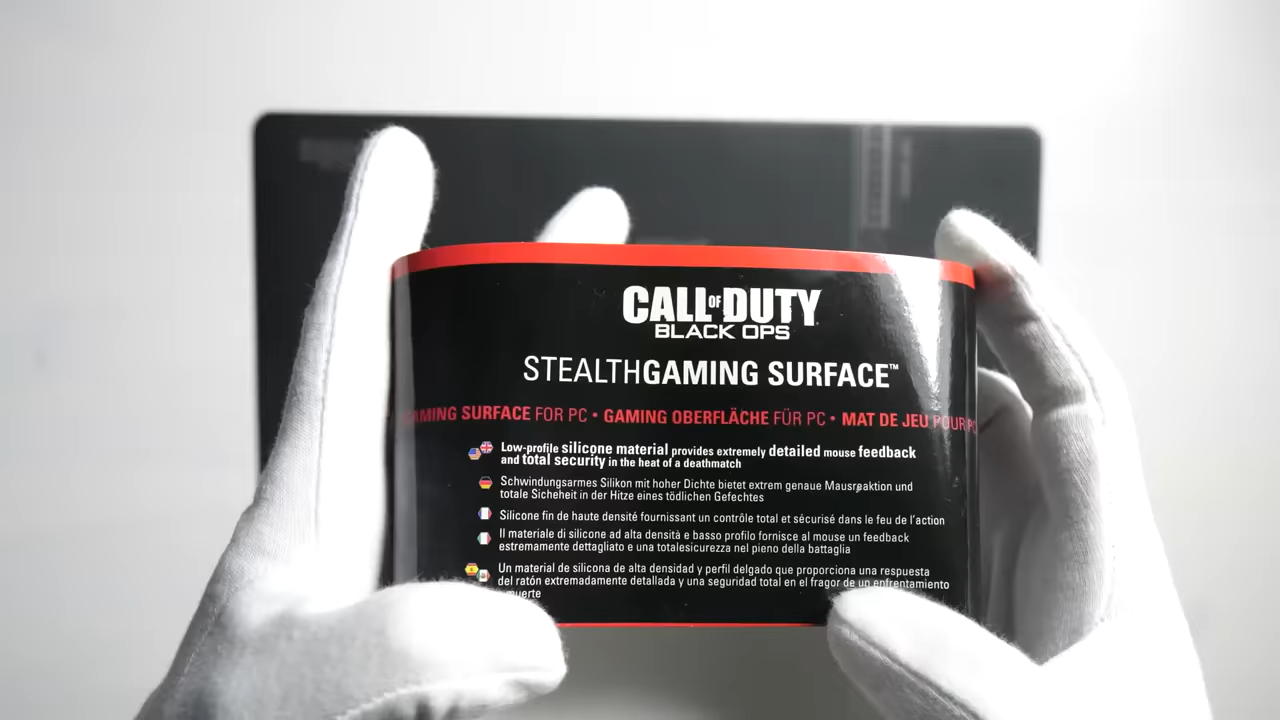 CALL OF DUTY
BLACK OPS
STEALTHGAMING SURFACE™
GAMING SURFACE FOR PC • GAMING OBERFLÄCHE FÜR PC • MAT DE JEU POUR PC
Low-profile silicone material provides extremely detailed mouse feedback
and total security in the heat of a deathmatch
Schwindungsarmes Silikon mit hoher Dichte bietet extrem genaue Mausreaktion und
totale Sicheheit in der Hitze eines tödlichen Gefechtes
Silicone fin de haute densité fournissant un contrôle total et sécurisé dans le feu de l'action
Il materiale di silicone ad alta densità e basso profilo fornisce al mouse un feedback
estremamente dettagliato e una totalesicurezza nel pieno della battaglia
Un material de silicona de alta densidad y perfil delgado que proporciona una respuesta
del ratón extremadamente detallada y una seguridad total en el fragor de un enfrentamiento
muerte